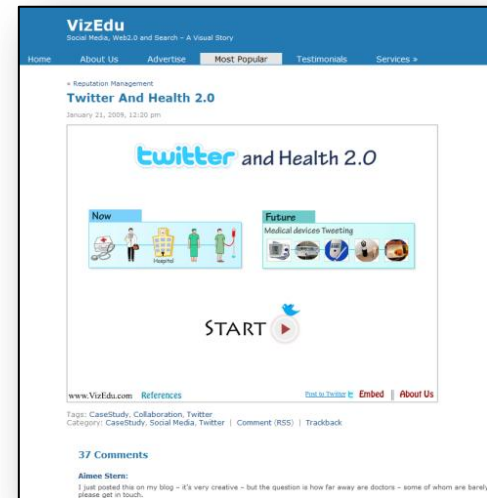 VizEdu
Social Media, Web2.0 and Search – A Visual Story
Home About Us Advertise Most Popular Testimonials Services »
« Reputation Management
Twitter And Health 2.0
January 21, 2009, 12:20 pm
twitter and Health 2.0
Now
Hospital
Future
Medical devices Tweeting
START
www.VizEdu.com References Post to Twitter Embed || About Us
Tags: CaseStudy, Collaboration, Twitter
Category: CaseStudy, Social Media, Twitter | Comment (RSS) | Trackback
37 Comments
Aimee Stern:
I just posted this on my blog – it's very creative – but the question is how far away are doctors – some of whom are barely
please get in touch.